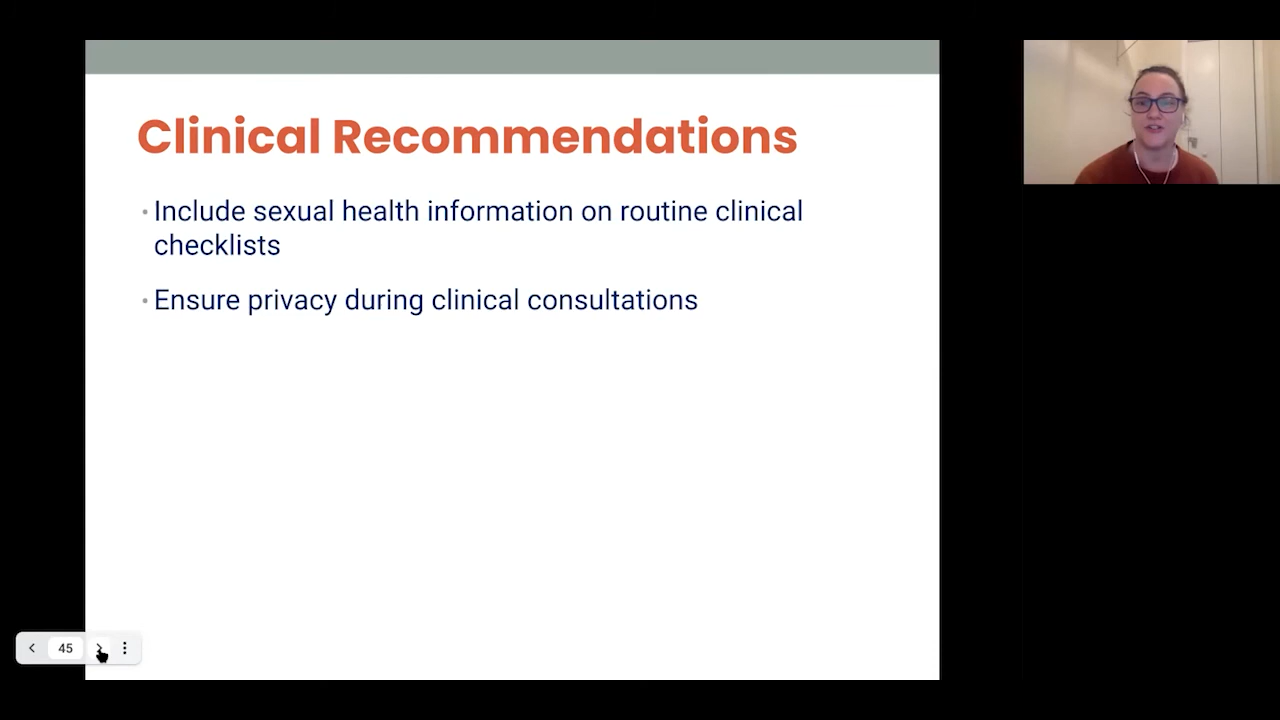 Clinical Recommendations
• Include sexual health information on routine clinical
checklists
• Ensure privacy during clinical consultations
45